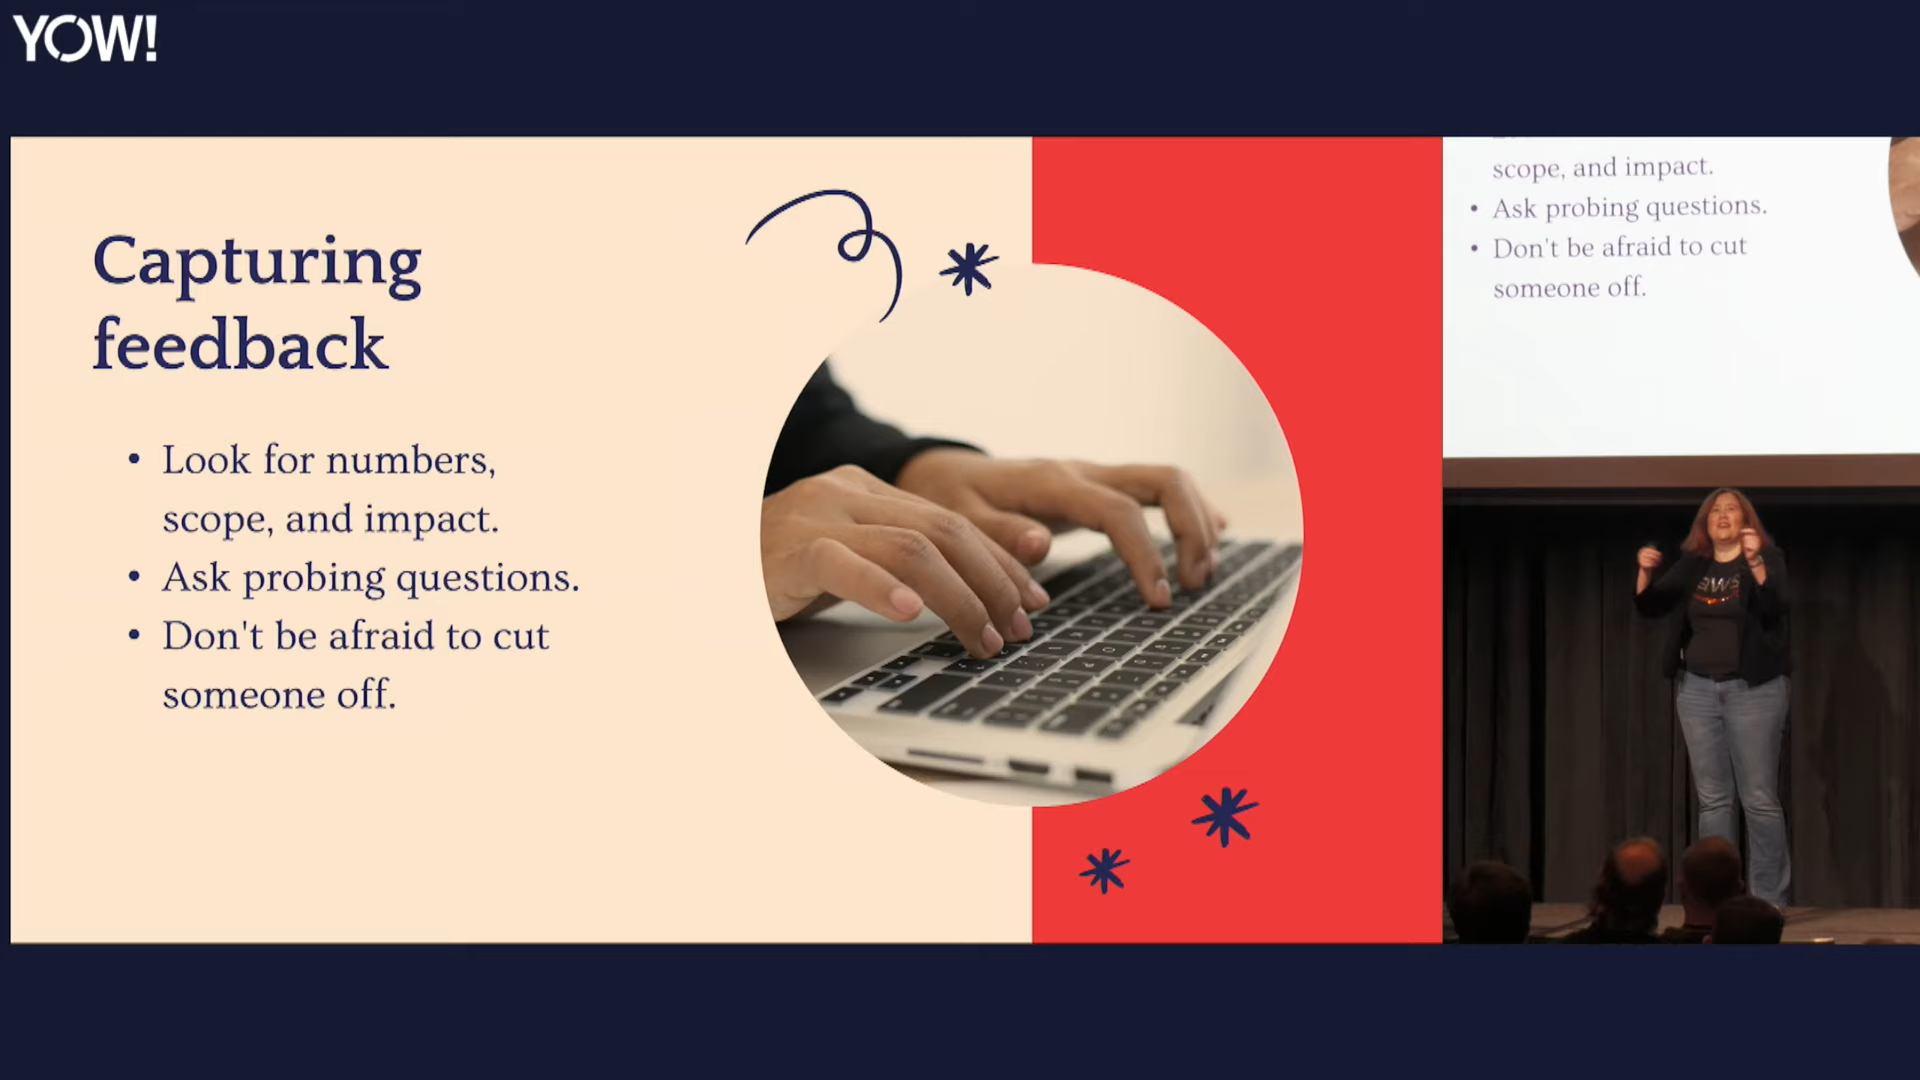 YOW!
Capturing
feedback
• Look for numbers,
scope, and impact.
• Ask probing questions.
• Don't be afraid to cut
someone off.
scope, and impact.
• Ask probing questions.
• Don't be afraid to cut
someone off.
aws